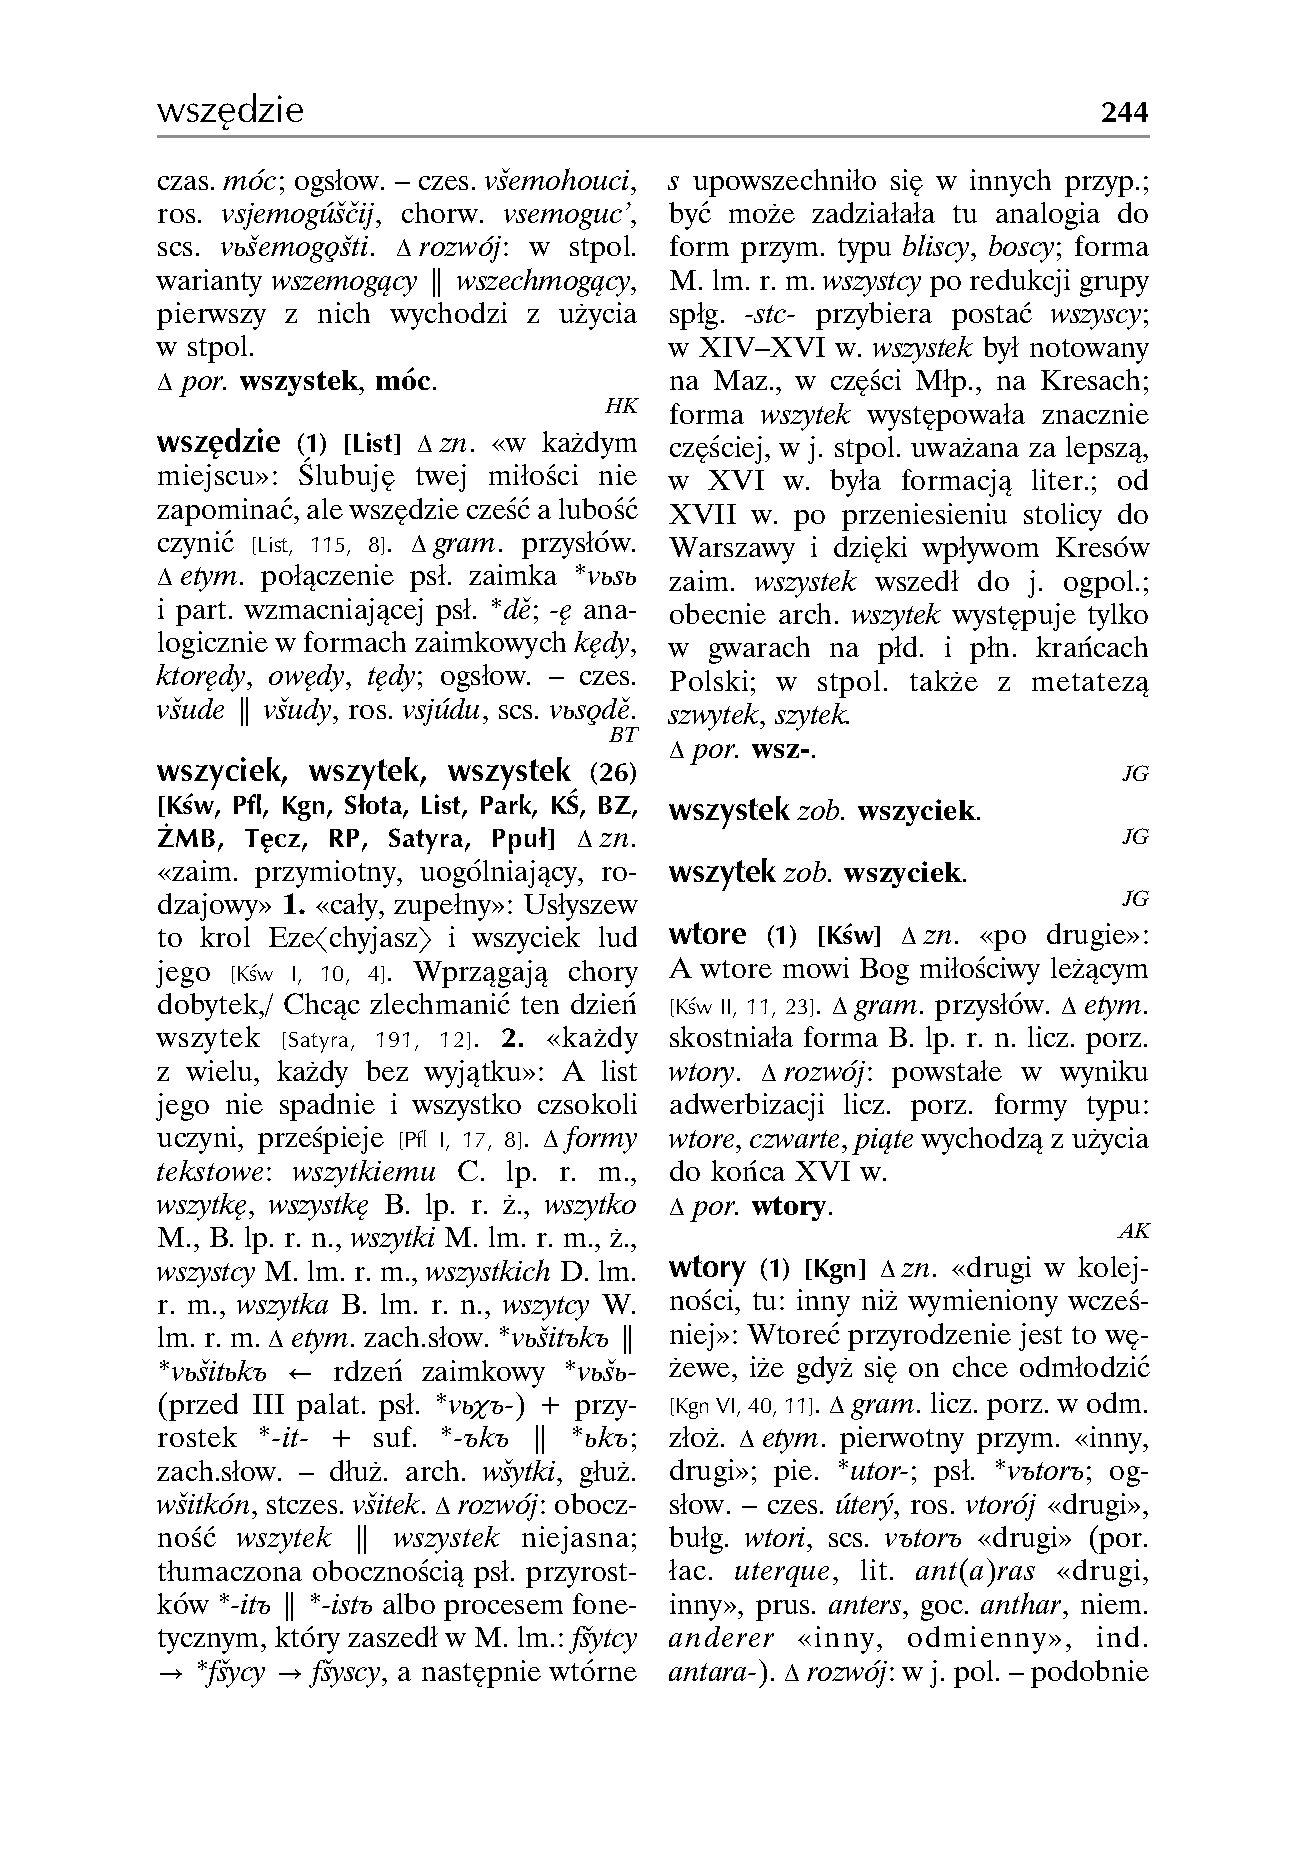 wszędzie
244
czas. móc; ogsłow. – czes. všemohouci,
ros. vsjemogúščij, chorw. vsemoguc’,
scs. vьšemogǫšti. Δ rozwój: w stpol.
warianty wszemogący ‖ wszechmogący,
pierwszy z nich wychodzi z użycia
w stpol.
Δ por. wszystek, móc.
HK
wszędzie (1) [List] Δ zn. «w każdym
miejscu»: Ślubuję twej miłości nie
zapominać, ale wszędzie cześć a lubość
czynić [List, 115, 8]. Δ gram. przysłów.
Δ etym. połączenie psł. zaimka *vьsь
i part. wzmacniającej psł. *dě; -ę ana-
logicznie w formach zaimkowych kędy,
ktorędy, owędy, tędy; ogsłow. – czes.
všude ‖ všudy, ros. vsjúdu, scs. vьsǫdě.
BT
wszyciek, wszytek, wszystek (26)
[Kśw, Pfl, Kgn, Słota, List, Park, KŚ, BZ,
ŻMB, Tęcz, RP, Satyra, Ppuł] Δ zn.
«zaim. przymiotny, uogólniający, ro-
dzajowy» 1. «cały, zupełny»: Usłyszew
to krol Eze〈chyjasz〉 i wszyciek lud
jego [Kśw I, 10, 4]. Wprzągają chory
dobytek,/ Chcąc zlechmanić ten dzień
wszytek [Satyra, 191, 12]. 2. «każdy
z wielu, każdy bez wyjątku»: A list
jego nie spadnie i wszystko czsokoli
uczyni, prześpieje [Pfl I, 17, 8]. Δ formy
tekstowe: wszytkiemu C. lp. r. m.,
wszytkę, wszystkę B. lp. r. ż., wszytko
M., B. lp. r. n., wszytki M. lm. r. m., ż.,
wszystcy M. lm. r. m., wszystkich D. lm.
r. m., wszytka B. lm. r. n., wszytcy W.
lm. r. m. Δ etym. zach.słow. *vьšitъkъ ‖
*vьšitьkъ ← rdzeń zaimkowy *vьšь-
(przed III palat. psł. *vьχъ-) + przy-
rostek *-it- + suf. *-ъkъ ‖ *ьkъ;
zach.słow. – dłuż. arch. wšytki, głuż.
wšitkón, stczes. všitek. Δ rozwój: obocz-
ność wszytek ‖ wszystek niejasna;
tłumaczona obocznością psł. przyrost-
ków *-itъ ‖ *-istъ albo procesem fone-
tycznym, który zaszedł w M. lm.: fšytcy
→ *fšycy → fšyscy, a następnie wtórne
s upowszechniło się w innych przyp.;
być może zadziałała tu analogia do
form przym. typu bliscy, boscy; forma
M. lm. r. m. wszystcy po redukcji grupy
spłg. -stc- przybiera postać wszyscy;
w XIV–XVI w. wszystek był notowany
na Maz., w części Młp., na Kresach;
forma wszytek występowała znacznie
częściej, w j. stpol. uważana za lepszą,
w XVI w. była formacją liter.; od
XVII w. po przeniesieniu stolicy do
Warszawy i dzięki wpływom Kresów
zaim. wszystek wszedł do j. ogpol.;
obecnie arch. wszytek występuje tylko
w gwarach na płd. i płn. krańcach
Polski; w stpol. także z metatezą
szwytek, szytek.
Δ por. wsz-.
JG
wszystek zob. wszyciek.
JG
wszytek zob. wszyciek.
JG
wtore (1) [Kśw] Δ zn. «po drugie»:
A wtore mowi Bog miłościwy leżącym
[Kśw II, 11, 23]. Δ gram. przysłów. Δ etym.
skostniała forma B. lp. r. n. licz. porz.
wtory. Δ rozwój: powstałe w wyniku
adwerbizacji licz. porz. formy typu:
wtore, czwarte, piąte wychodzą z użycia
do końca XVI w.
Δ por. wtory.
AK
wtory (1) [Kgn] Δ zn. «drugi w kolej-
ności, tu: inny niż wymieniony wcześ-
niej»: Wtoreć przyrodzenie jest to wę-
żewe, iże gdyż się on chce odmłodzić
[Kgn VI, 40, 11]. Δ gram. licz. porz. w odm.
złoż. Δ etym. pierwotny przym. «inny,
drugi»; pie. *utor-; psł. *vъtorъ; og-
słow. – czes. úterý, ros. vtorój «drugi»,
bułg. wtori, scs. vъtorъ «drugi» (por.
łac. uterque, lit. ant(a)ras «drugi,
inny», prus. anters, goc. anthar, niem.
anderer «inny, odmienny», ind.
antara-). Δ rozwój: w j. pol. – podobnie